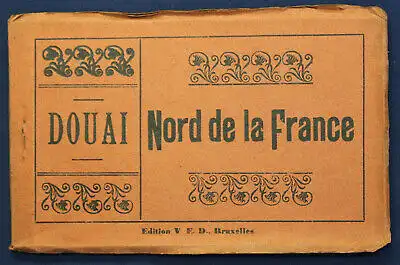 DOUAI
Nord de la France
Edition V. E. D., Bruxelles